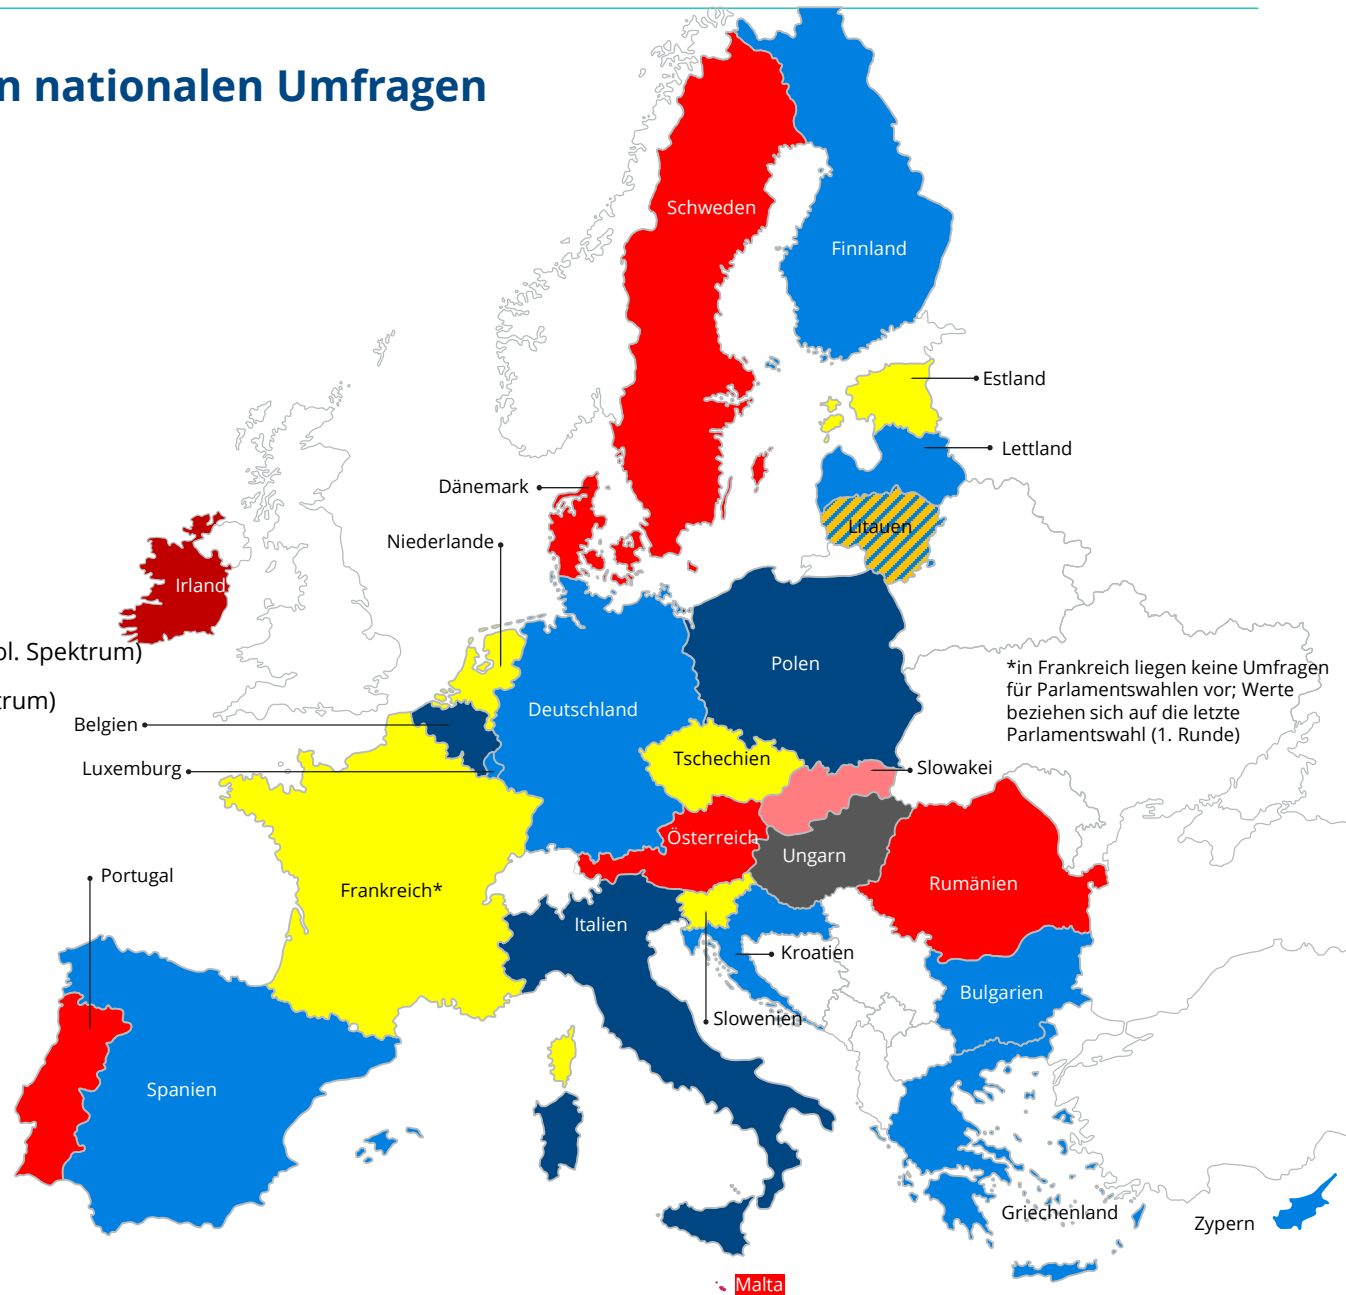 n nationalen Umfragen
Schweden
Finnland
Estland
Lettland
Dänemark
Litauen
Niederlande
Irland
ol. Spektrum)
Polen
*in Frankreich liegen keine Umfragen
für Parlamentswahlen vor; Werte
beziehen sich auf die letzte
Parlamentswahl (1. Runde)
trum)
Deutschland
Belgien
Tschechien
Luxemburg
Slowakei
Österreich
Ungarn
Portugal
Frankreich*
Rumänien
Italien
Kroatien
Bulgarien
Slowenien
Spanien
Griechenland
Zypern
Malta